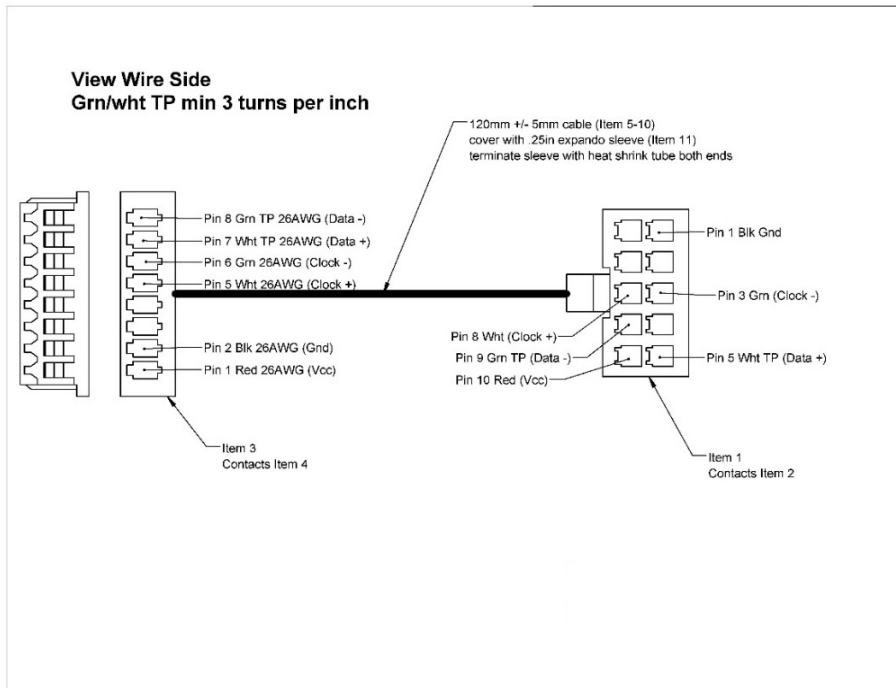 View Wire Side
Grn/wht TP min 3 turns per inch
120mm +/- 5mm cable (Item 5-10)
cover with .25in expando sleeve (Item 11)
terminate sleeve with heat shrink tube both ends
Pin 8 Grn TP 26AWG (Data -)
Pin 7 Wht TP 26AWG (Data +)
Pin 6 Grn 26AWG (Clock -)
Pin 5 Wht 26AWG (Clock +)
Pin 2 Blk 26AWG (Gnd)
Pin 1 Red 26AWG (Vcc)
Item 3
Contacts Item 4
Pin 1 Blk Gnd
Pin 3 Grn (Clock -)
Pin 8 Wht (Clock +)
Pin 9 Grn TP (Data -)
Pin 5 Wht TP (Data +)
Pin 10 Red (Vcc)
Item 1
Contacts Item 2